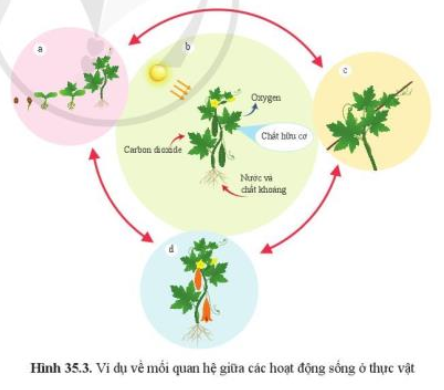 a
b
c
Oxygen
Chất hữu cơ
Carbon dioxide
Nước và
chất khoáng
d
Hình 35.3. Ví dụ về mối quan hệ giữa các hoạt động sống ở thực vật